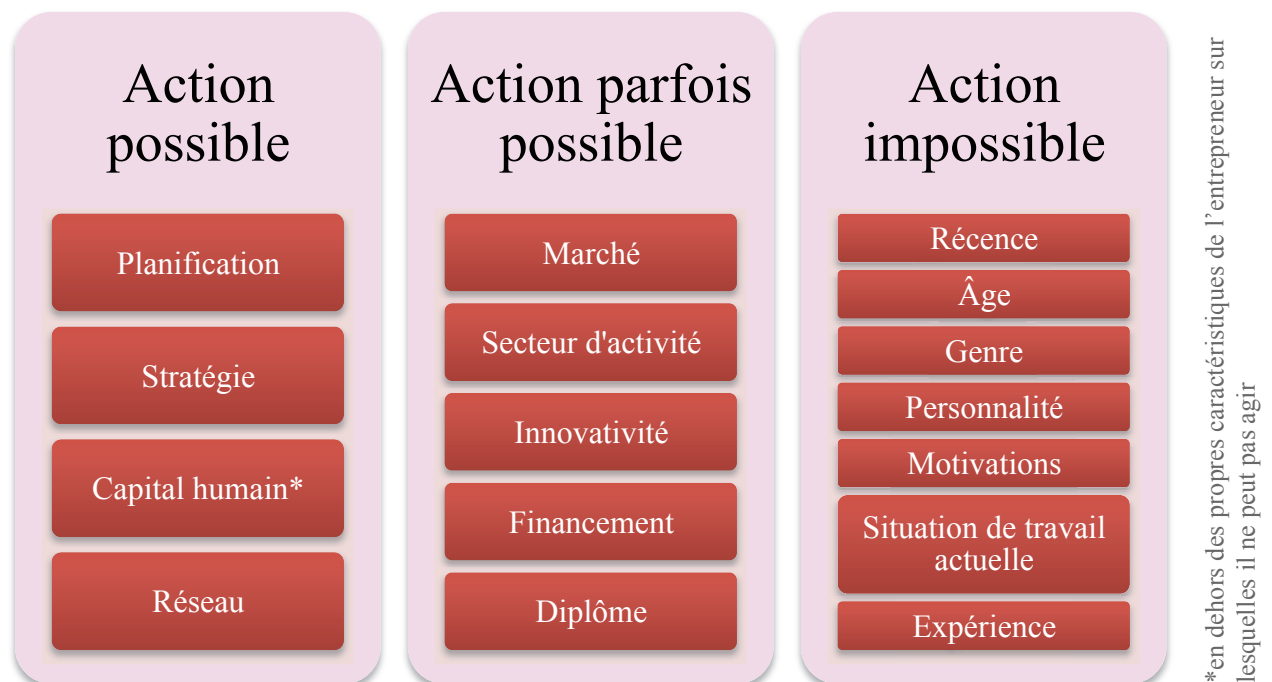 Action
possible
Planification
Stratégie
Capital humain*
Réseau
Action parfois
possible
Marché
Secteur d'activité
Innovativité
Financement
Diplôme
Action
impossible
Récence
Âge
Genre
Personnalité
Motivations
Situation de travail
actuelle
Expérience
*en dehors des propres caractéristiques de l’entrepreneur sur
lesquelles il ne peut pas agir